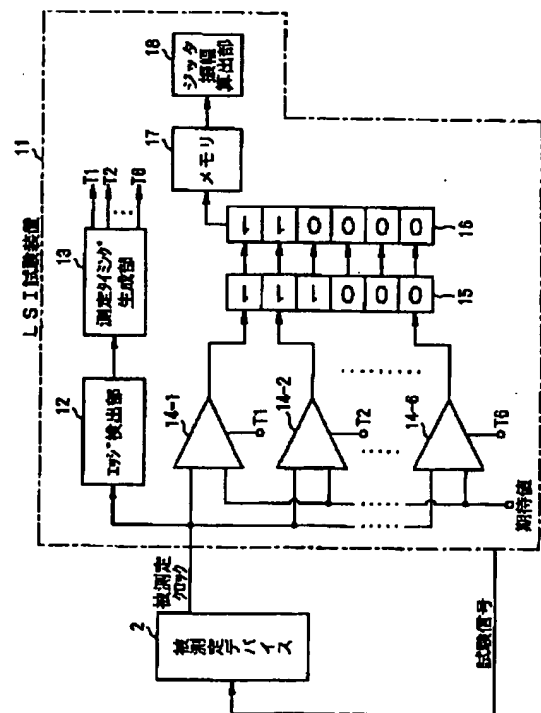 11
LSI試験装置
12
エッジ検出部
13
測定タイミング
生成部
T1
T2
T6
2
被測定デバイス
被測定
クロック
14-1
T1
14-2
T2
14-6
T6
期待値
試験信号
1 1 1 0 0 0
15
1 1 0 0 0 0
16
17
メモリ
18
ジッタ
振幅
算出部